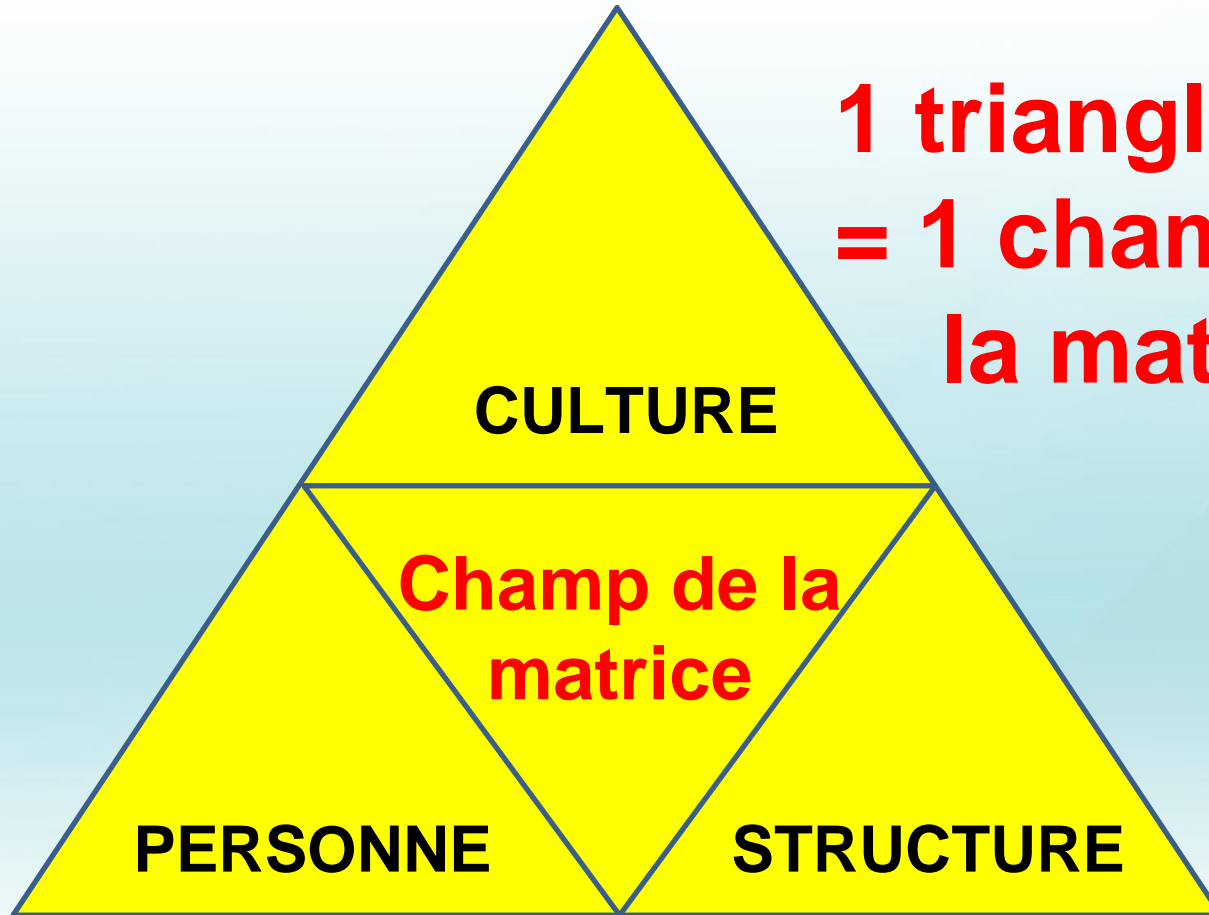 1 triangl
= 1 cham
la mat
CULTURE
Champ de la
matrice
PERSONNE
STRUCTURE